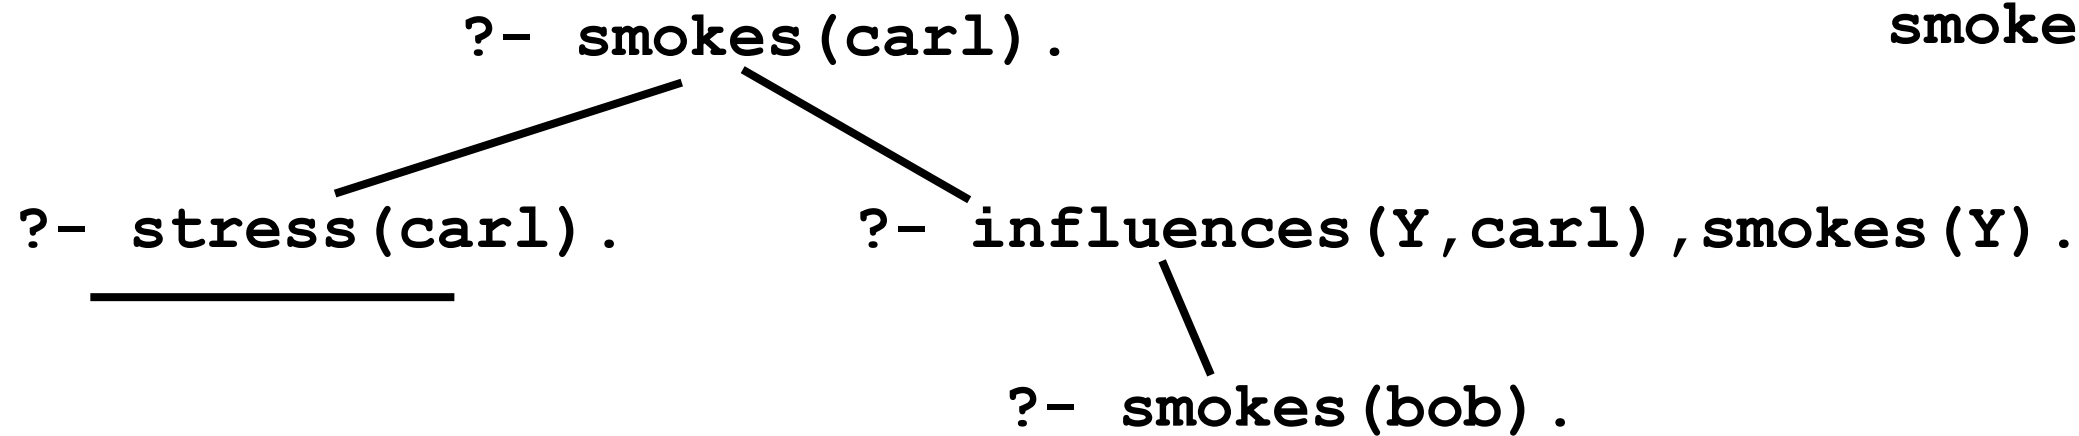 ?- smokes(carl).
smoke
?- stress(carl).
?- influences(Y,carl),smokes(Y).
?- smokes(bob).